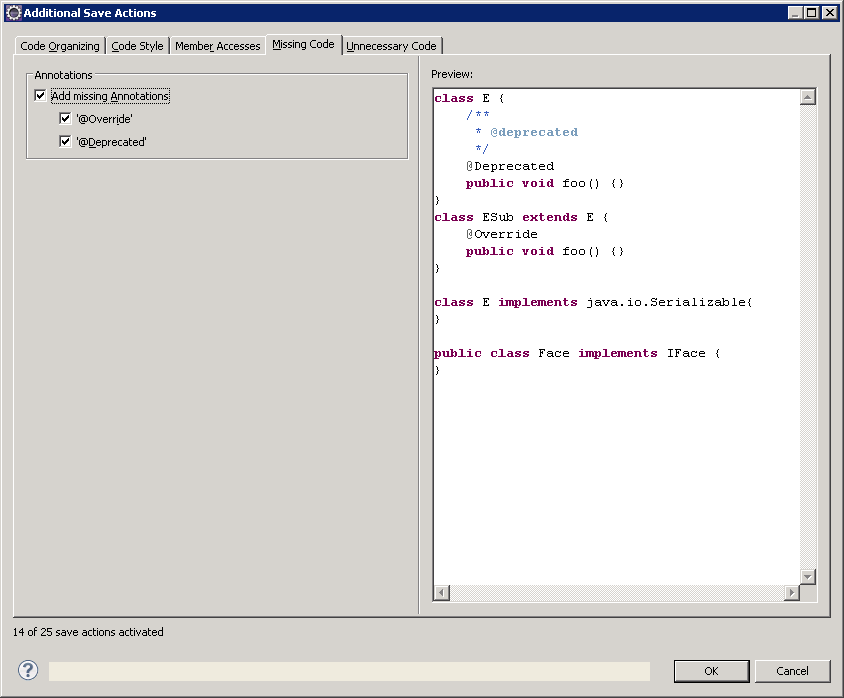 Additional Save Actions
Code Organizing
Code Style
Member Accesses
Missing Code
Unnecessary Code
Annotations
Add missing Annotations
'@Override'
'@Deprecated'
Preview:
class E {
    /**
     * @deprecated
     */
    @Deprecated
    public void foo() {}
}
class ESub extends E {
    @Override
    public void foo() {}
}
class E implements java.io.Serializable{
}
public class Face implements IFace {
}
14 of 25 save actions activated
?
OK
Cancel